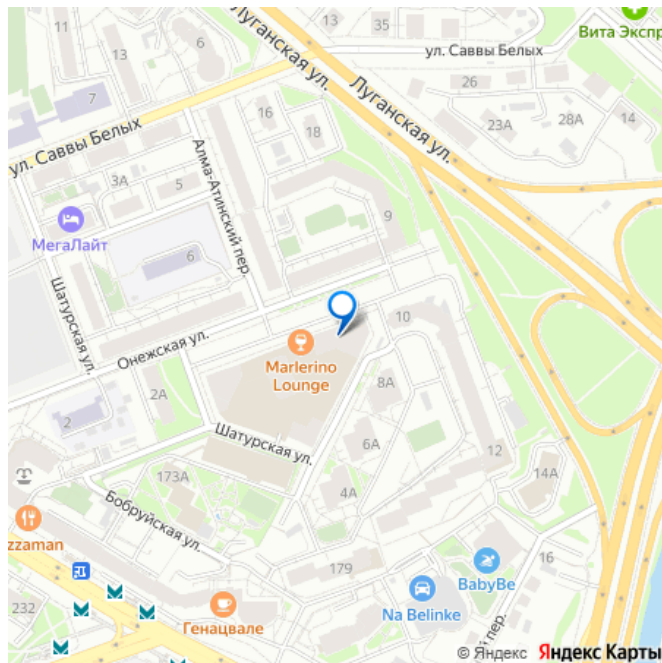 11
13
6
13
35
Вита Экспр
ул. Саввы Белых
Луганская ул.
Луганская ул.
26
7
16
18
23А
28А
14
ул. Саввы Белых
3А
5
Алма-Атинский пер.
9
МегаЛайт
6
Шатурская ул.
Онежская ул.
10
Marlerino
Lounge
8А
2А
2
Шатурская ул.
6А
12
173А
4А
14А
Бобруйская ул.
zzaman
179
16
BabyBe
Na Belinke
232
Генацвале
й пер.
14
© Яндекс Яндекс Карты